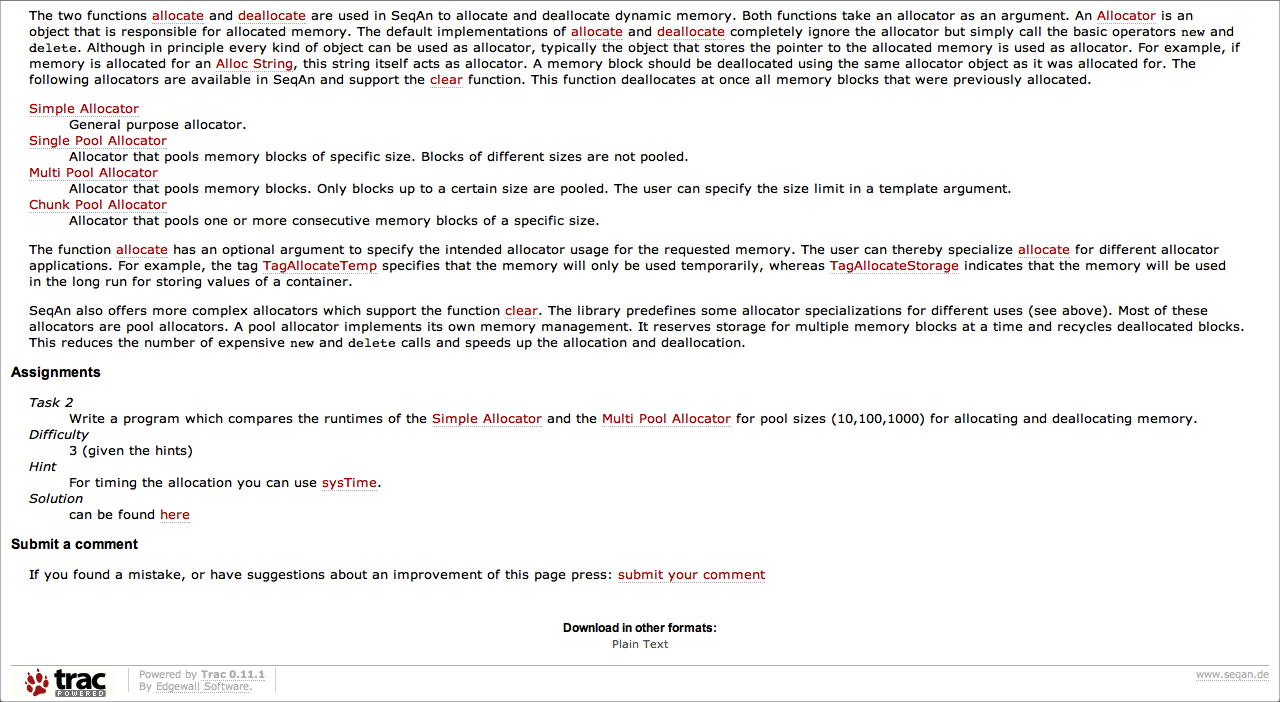 The two functions allocate and deallocate are used in SeqAn to allocate and deallocate dynamic memory. Both functions take an allocator as an argument. An Allocator is an
object that is responsible for allocated memory. The default implementations of allocate and deallocate completely ignore the allocator but simply call the basic operators new and
delete. Although in principle every kind of object can be used as allocator, typically the object that stores the pointer to the allocated memory is used as allocator. For example, if
memory is allocated for an Alloc String, this string itself acts as allocator. A memory block should be deallocated using the same allocator object as it was allocated for. The
following allocators are available in SeqAn and support the clear function. This function deallocates at once all memory blocks that were previously allocated.
Simple Allocator
General purpose allocator.
Single Pool Allocator
Allocator that pools memory blocks of specific size. Blocks of different sizes are not pooled.
Multi Pool Allocator
Allocator that pools memory blocks. Only blocks up to a certain size are pooled. The user can specify the size limit in a template argument.
Chunk Pool Allocator
Allocator that pools one or more consecutive memory blocks of a specific size.
The function allocate has an optional argument to specify the intended allocator usage for the requested memory. The user can thereby specialize allocate for different allocator
applications. For example, the tag TagAllocateTemp specifies that the memory will only be used temporarily, whereas TagAllocateStorage indicates that the memory will be used
in the long run for storing values of a container.
SeqAn also offers more complex allocators which support the function clear. The library predefines some allocator specializations for different uses (see above). Most of these
allocators are pool allocators. A pool allocator implements its own memory management. It reserves storage for multiple memory blocks at a time and recycles deallocated blocks.
This reduces the number of expensive new and delete calls and speeds up the allocation and deallocation.
Assignments
Task 2
Write a program which compares the runtimes of the Simple Allocator and the Multi Pool Allocator for pool sizes (10,100,1000) for allocating and deallocating memory.
Difficulty
3 (given the hints)
Hint
For timing the allocation you can use sysTime.
Solution
can be found here
Submit a comment
If you found a mistake, or have suggestions about an improvement of this page press: submit your comment
Download in other formats:
Plain Text
trac
POWERED
Powered by Trac 0.11.1
By Edgewall Software.
www.seqan.de